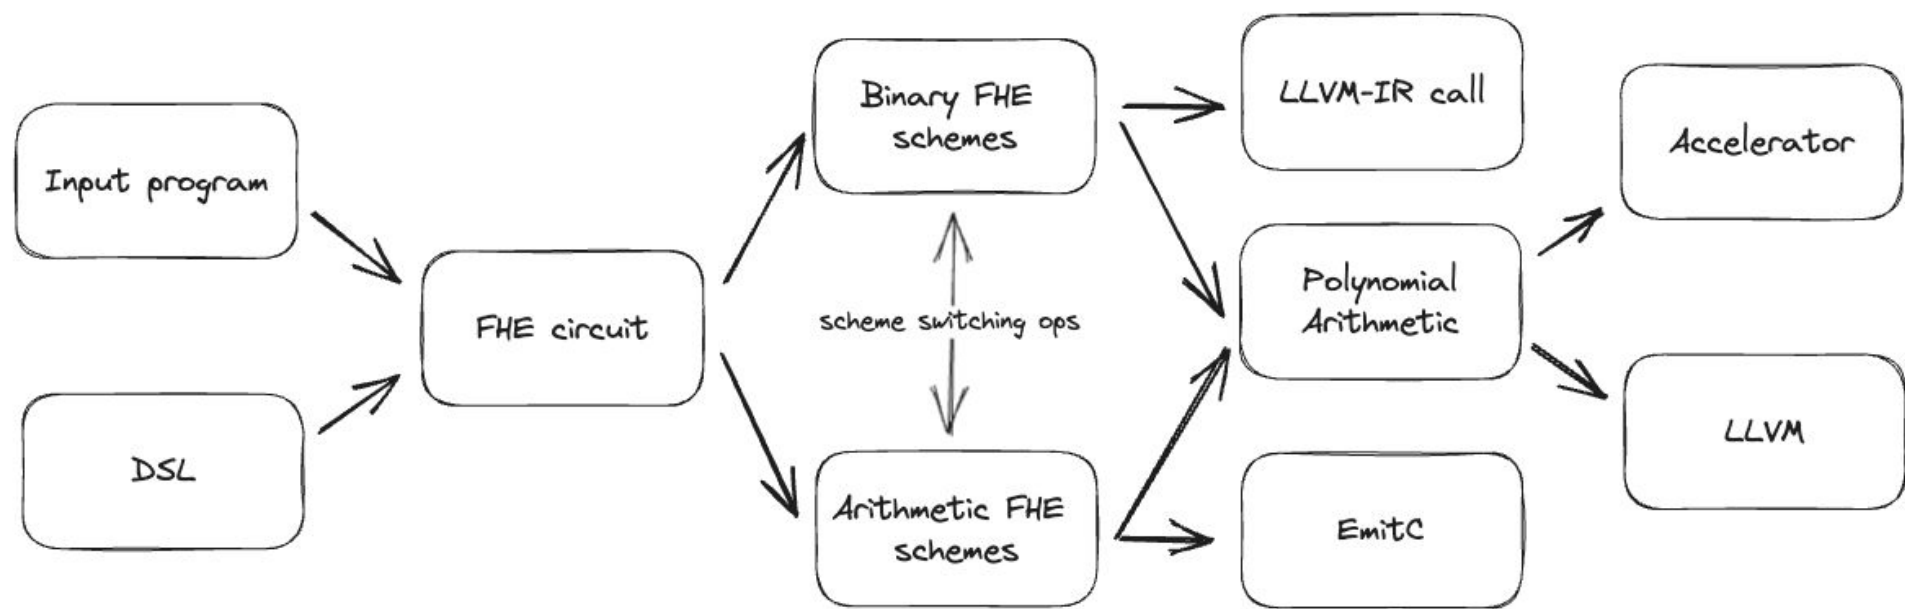 Input program
DSL
FHE circuit
Binary FHE
schemes
scheme switching ops
Arithmetic FHE
schemes
LLVM-IR call
Polynomial
Arithmetic
EmitC
Accelerator
LLVM